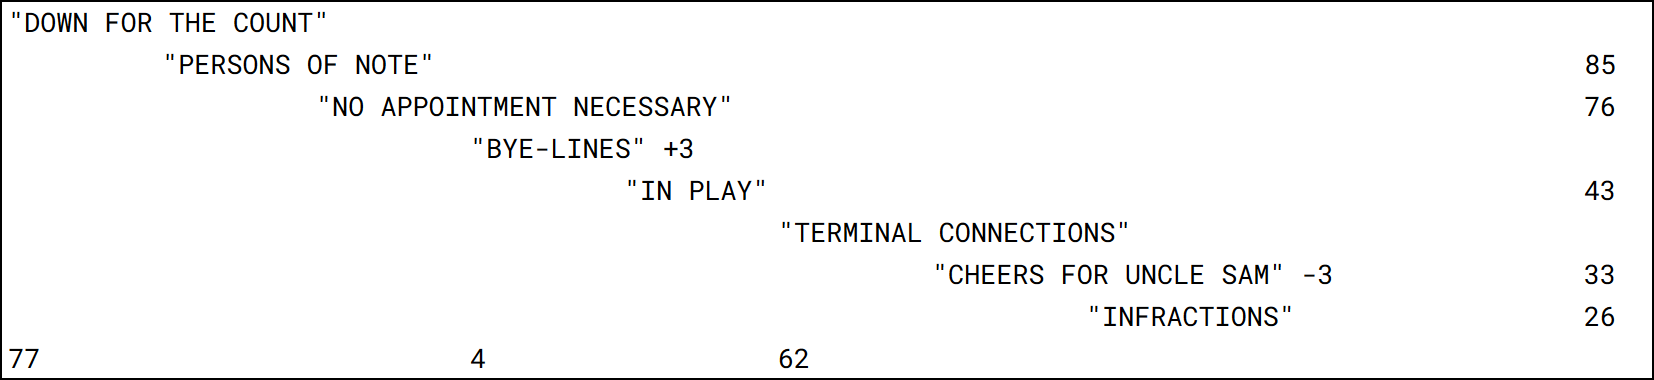 "DOWN FOR THE COUNT"
"PERSONS OF NOTE" 85
"NO APPOINTMENT NECESSARY" 76
"BYE-LINES" +3
"IN PLAY" 43
"TERMINAL CONNECTIONS"
"CHEERS FOR UNCLE SAM" -3 33
"INFRACTIONS" 26
77 4 62